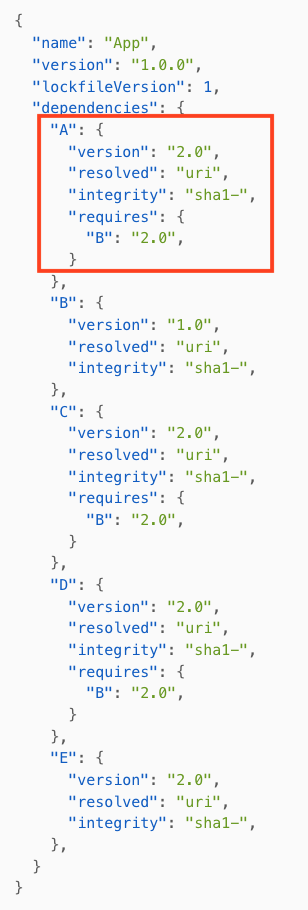 {
  "name": "App",
  "version": "1.0.0",
  "lockfileVersion": 1,
  "dependencies": {
    "A": {
      "version": "2.0",
      "resolved": "uri",
      "integrity": "sha1-",
      "requires": {
        "B": "2.0",
      }
    },
    "B": {
      "version": "1.0",
      "resolved": "uri",
      "integrity": "sha1-",
    },
    "C": {
      "version": "2.0",
      "resolved": "uri",
      "integrity": "sha1-",
      "requires": {
        "B": "2.0",
      }
    },
    "D": {
      "version": "2.0",
      "resolved": "uri",
      "integrity": "sha1-",
      "requires": {
        "B": "2.0",
      }
    },
    "E": {
      "version": "2.0",
      "resolved": "uri",
      "integrity": "sha1-",
    },
  }
}